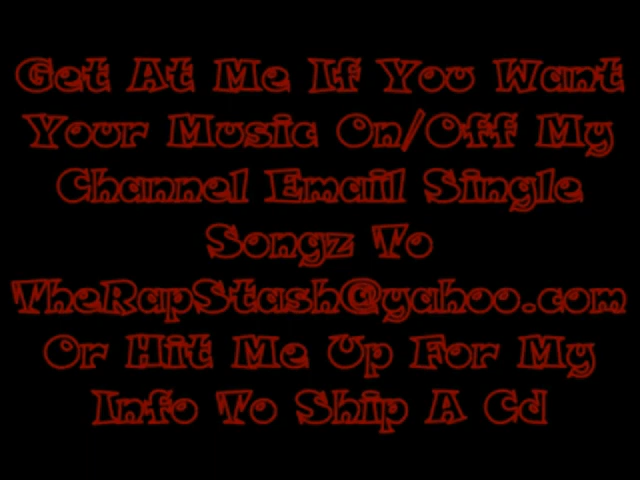 Get At Me If You Want
Your Music On/Off My
Channel Email Single
Songz To
TheRapStash@yahoo.com
Or Hit Me Up For My
Info To Ship A Cd